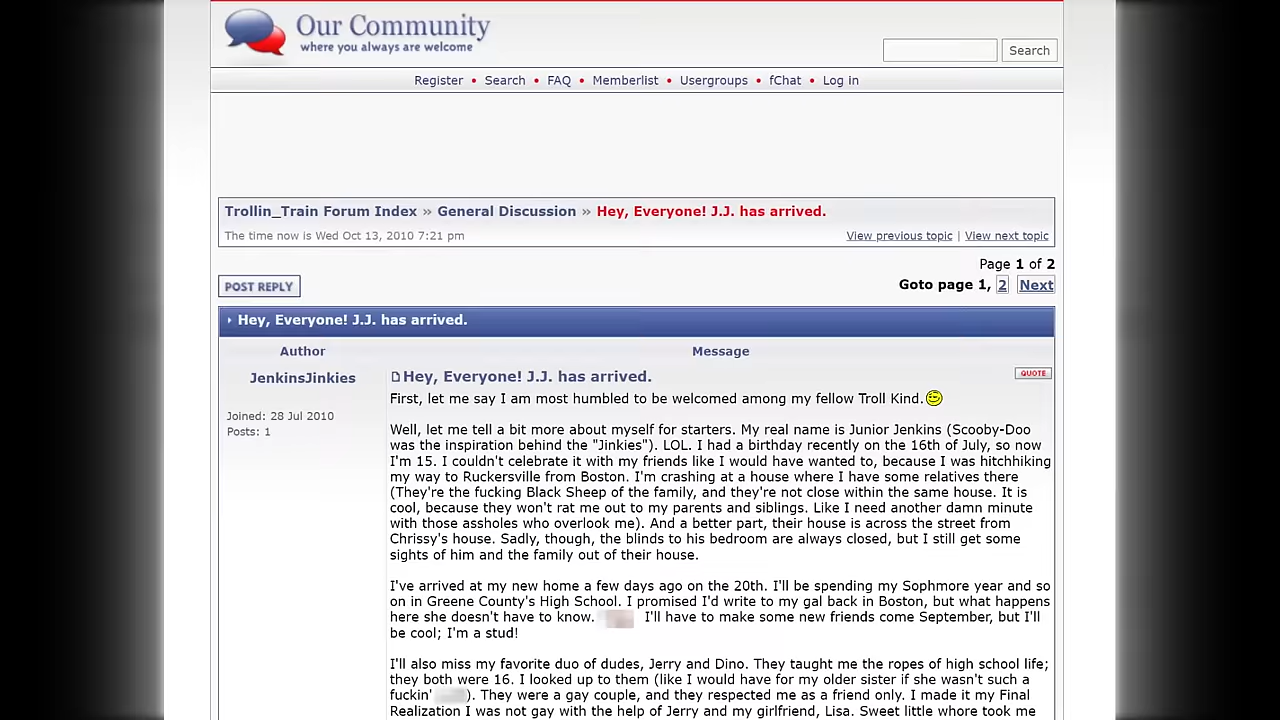 Our Community
where you always are welcome
Search
Register • Search • FAQ • Memberlist • Usergroups • fChat • Log in
Trollin_Train Forum Index » General Discussion » Hey, Everyone! J.J. has arrived.
The time now is Wed Oct 13, 2010 7:21 pm
View previous topic | View next topic
Page 1 of 2
POST REPLY
Goto page 1, 2 Next
Hey, Everyone! J.J. has arrived.
Author
Message
JenkinsJinkies
Joined: 28 Jul 2010
Posts: 1
Hey, Everyone! J.J. has arrived.
QUOTE
First, let me say I am most humbled to be welcomed among my fellow Troll Kind.
Well, let me tell a bit more about myself for starters. My real name is Junior Jenkins (Scooby-Doo
was the inspiration behind the "Jinkies"). LOL. I had a birthday recently on the 16th of July, so now
I'm 15. I couldn't celebrate it with my friends like I would have wanted to, because I was hitchhiking
my way to Ruckersville from Boston. I'm crashing at a house where I have some relatives there
(They're the fucking Black Sheep of the family, and they're not close within the same house. It is
cool, because they won't rat me out to my parents and siblings. Like I need another damn minute
with those assholes who overlook me). And a better part, their house is across the street from
Chrissy's house. Sadly, though, the blinds to his bedroom are always closed, but I still get some
sights of him and the family out of their house.
I've arrived at my new home a few days ago on the 20th. I'll be spending my Sophmore year and so
on in Greene County's High School. I promised I'd write to my gal back in Boston, but what happens
here she doesn't have to know. I'll have to make some new friends come September, but I'll
be cool; I'm a stud!
I'll also miss my favorite duo of dudes, Jerry and Dino. They taught me the ropes of high school life;
they both were 16. I looked up to them (like I would have for my older sister if she wasn't such a
fuckin' ). They were a gay couple, and they respected me as a friend only. I made it my Final
Realization I was not gay with the help of Jerry and my girlfriend, Lisa. Sweet little whore took me